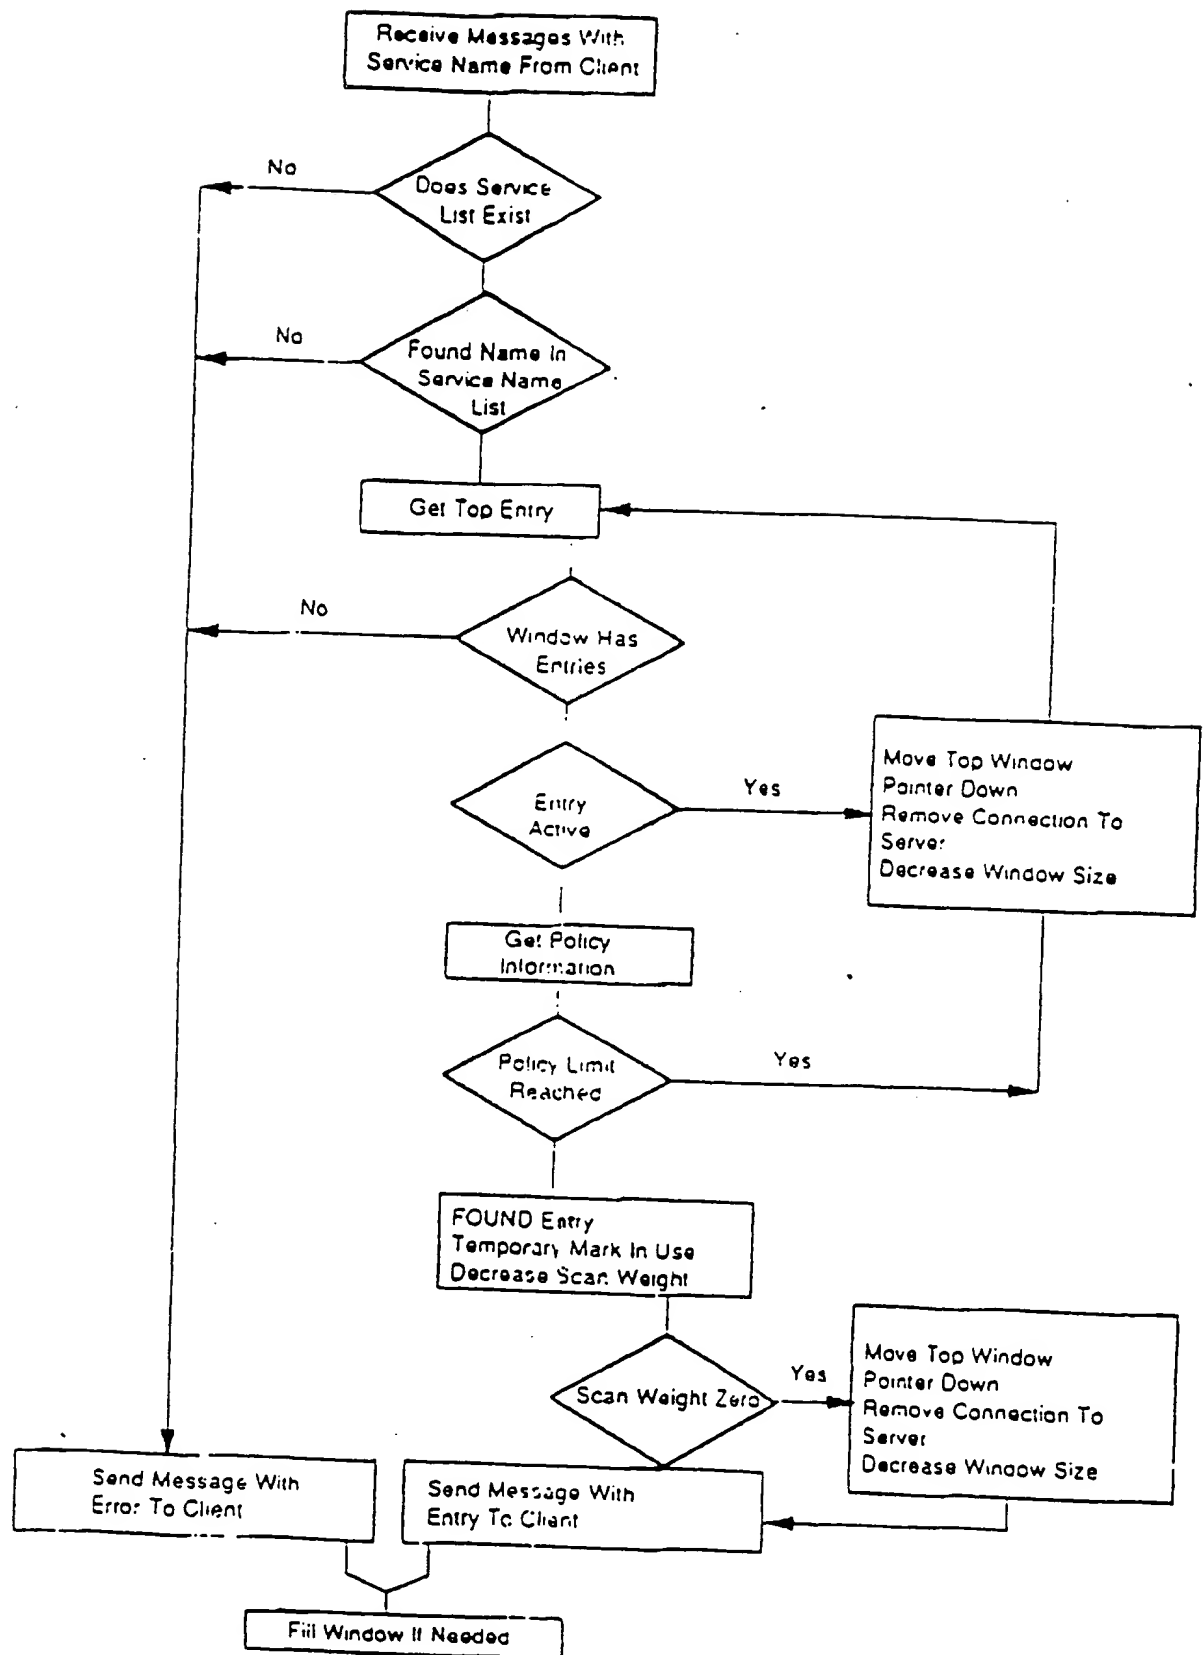 Receive Messages With
Service Name From Client
No
Does Service
List Exist
No
Found Name In
Service Name
List
Get Top Entry
No
Window Has
Entries
Entry
Active
Yes
Move Top Window
Pointer Down
Remove Connection To
Server
Decrease Window Size
Get Policy
Information
Policy Limit
Reached
Yes
FOUND Entry
Temporary Mark In Use
Decrease Scan Weight
Scan Weight Zero
Yes
Move Top Window
Pointer Down
Remove Connection To
Server
Decrease Window Size
Send Message With
Error To Client
Send Message With
Entry To Client
Fill Window If Needed